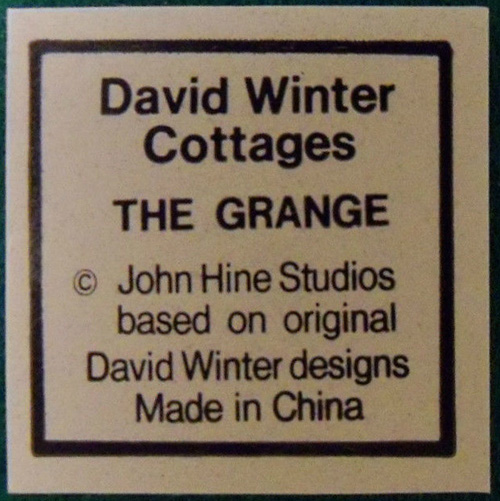 David Winter
Cottages
THE GRANGE
© John Hine Studios
based on original
David Winter designs
Made in China